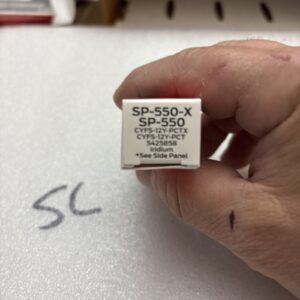 SP-550-X
SP-550
CYFS-12Y-PCTX
CYFS-12Y-PCT
5425858
Iridium
*See Side Panel
SC